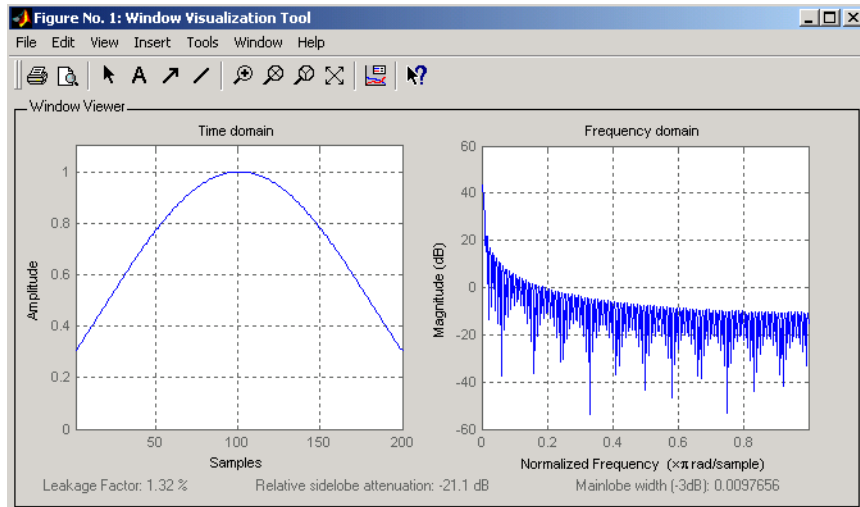 Figure No. 1: Window Visualization Tool
File Edit View Insert Tools Window Help
A
Window Viewer
Time domain
Frequency domain
1
0.8
0.6
0.4
0.2
0
Amplitude
50 100 150 200
Samples
60
40
20
0
-20
-40
-60
Magnitude (dB)
0 0.2 0.4 0.6 0.8
Normalized Frequency (×π rad/sample)
Leakage Factor: 1.32 % Relative sidelobe attenuation: -21.1 dB Mainlobe width (-3dB): 0.0097656